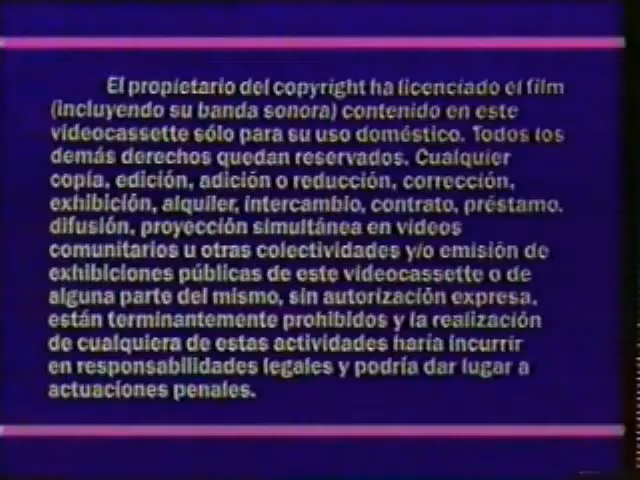 El propietario del copyright ha licenciado el film
(incluyendo su banda sonora) contenido en este
videocassette sólo para su uso doméstico. Todos los
demás derechos quedan reservados. Cualquier
copia, edición, adición o reducción, corrección,
exhibición, alquiler, intercambio, contrato, préstamo,
difusión, proyección simultánea en videos
comunitarios u otras colectividades y/o emisión de
exhibiciones públicas de este videocassette o de
alguna parte del mismo, sin autorización expresa,
están terminantemente prohibidos y la realización
de cualquiera de estas actividades haría incurrir
en responsabilidades legales y podría dar lugar a
actuaciones penales.